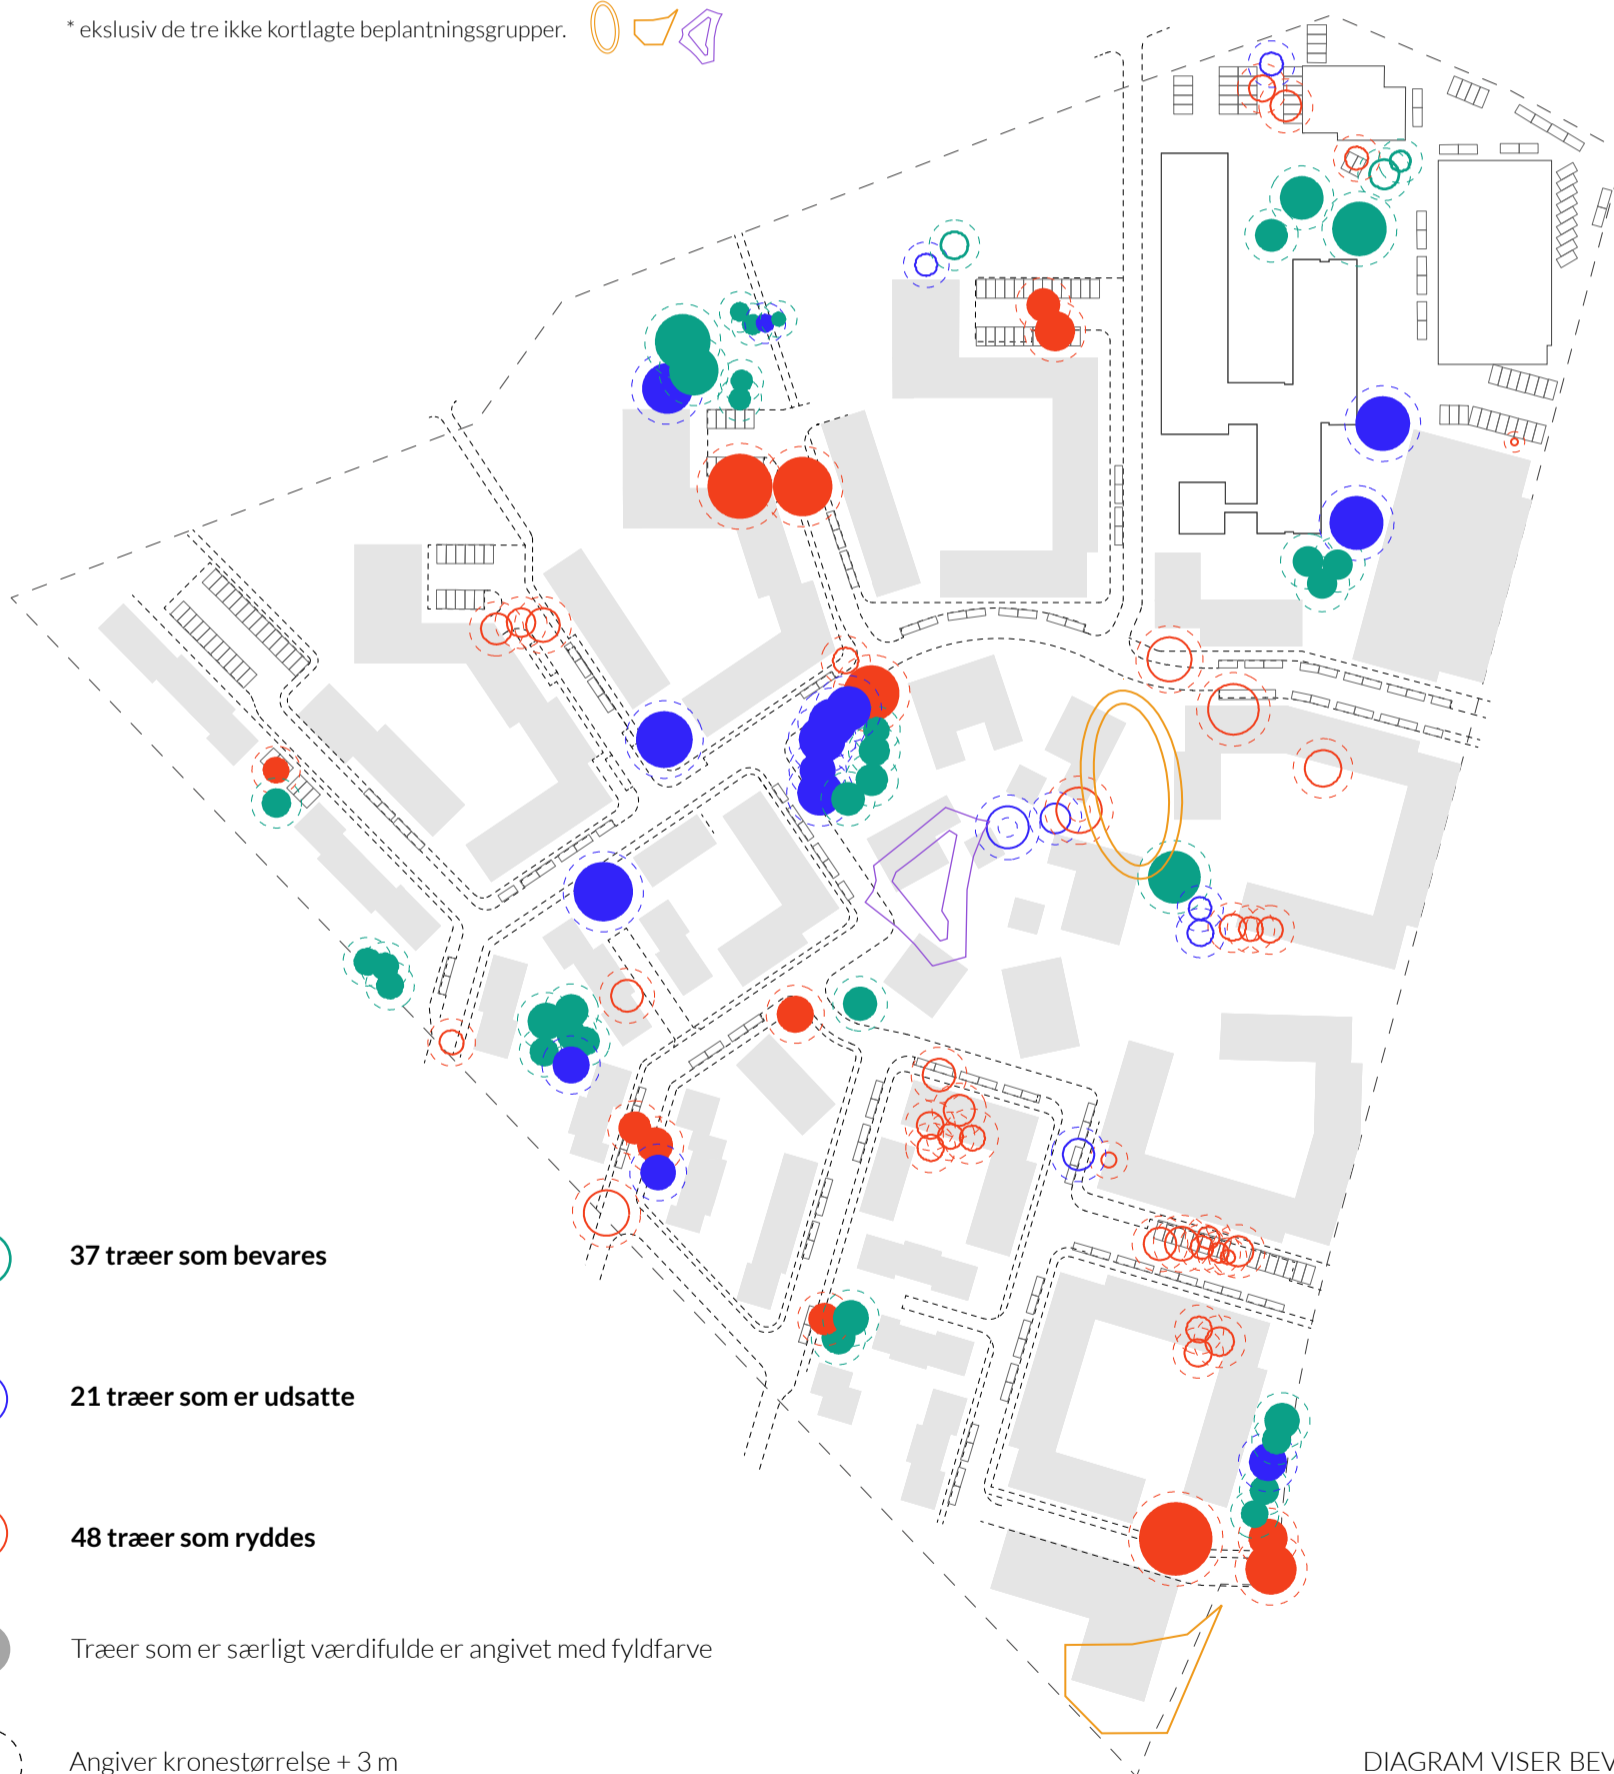 * ekslusiv de tre ikke kortlagte beplantningsgrupper.
37 træer som bevares
21 træer som er udsatte
48 træer som ryddes
Træer som er særligt værdifulde er angivet med fyldfarve
Angiver kronestørrelse + 3 m
DIAGRAM VISER BEV